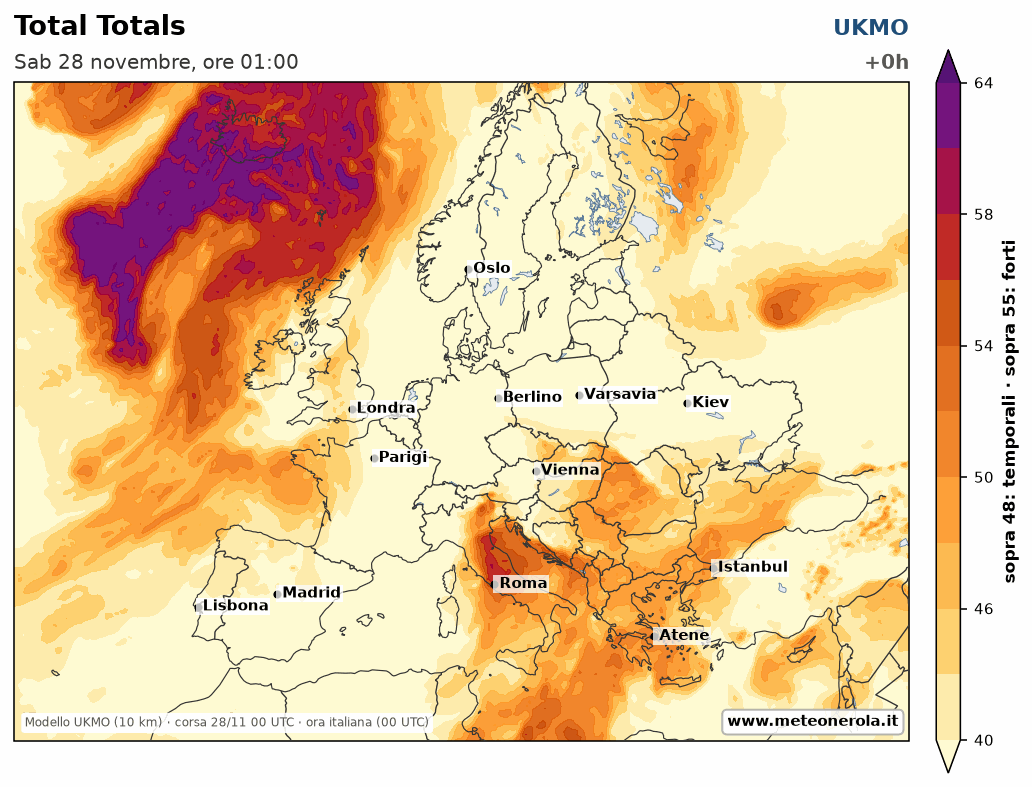 Total Totals
UKMO
Sab 28 novembre, ore 01:00
+0h
64
58
54
50
46
40
sopra 48: temporali · sopra 55: forti
Oslo
Berlino
Varsavia
Kiev
Londra
Parigi
Vienna
Istanbul
Roma
Madrid
Lisbona
Atene
Modello UKMO (10 km) · corsa 28/11 00 UTC · ora italiana (00 UTC)
www.meteonerola.it